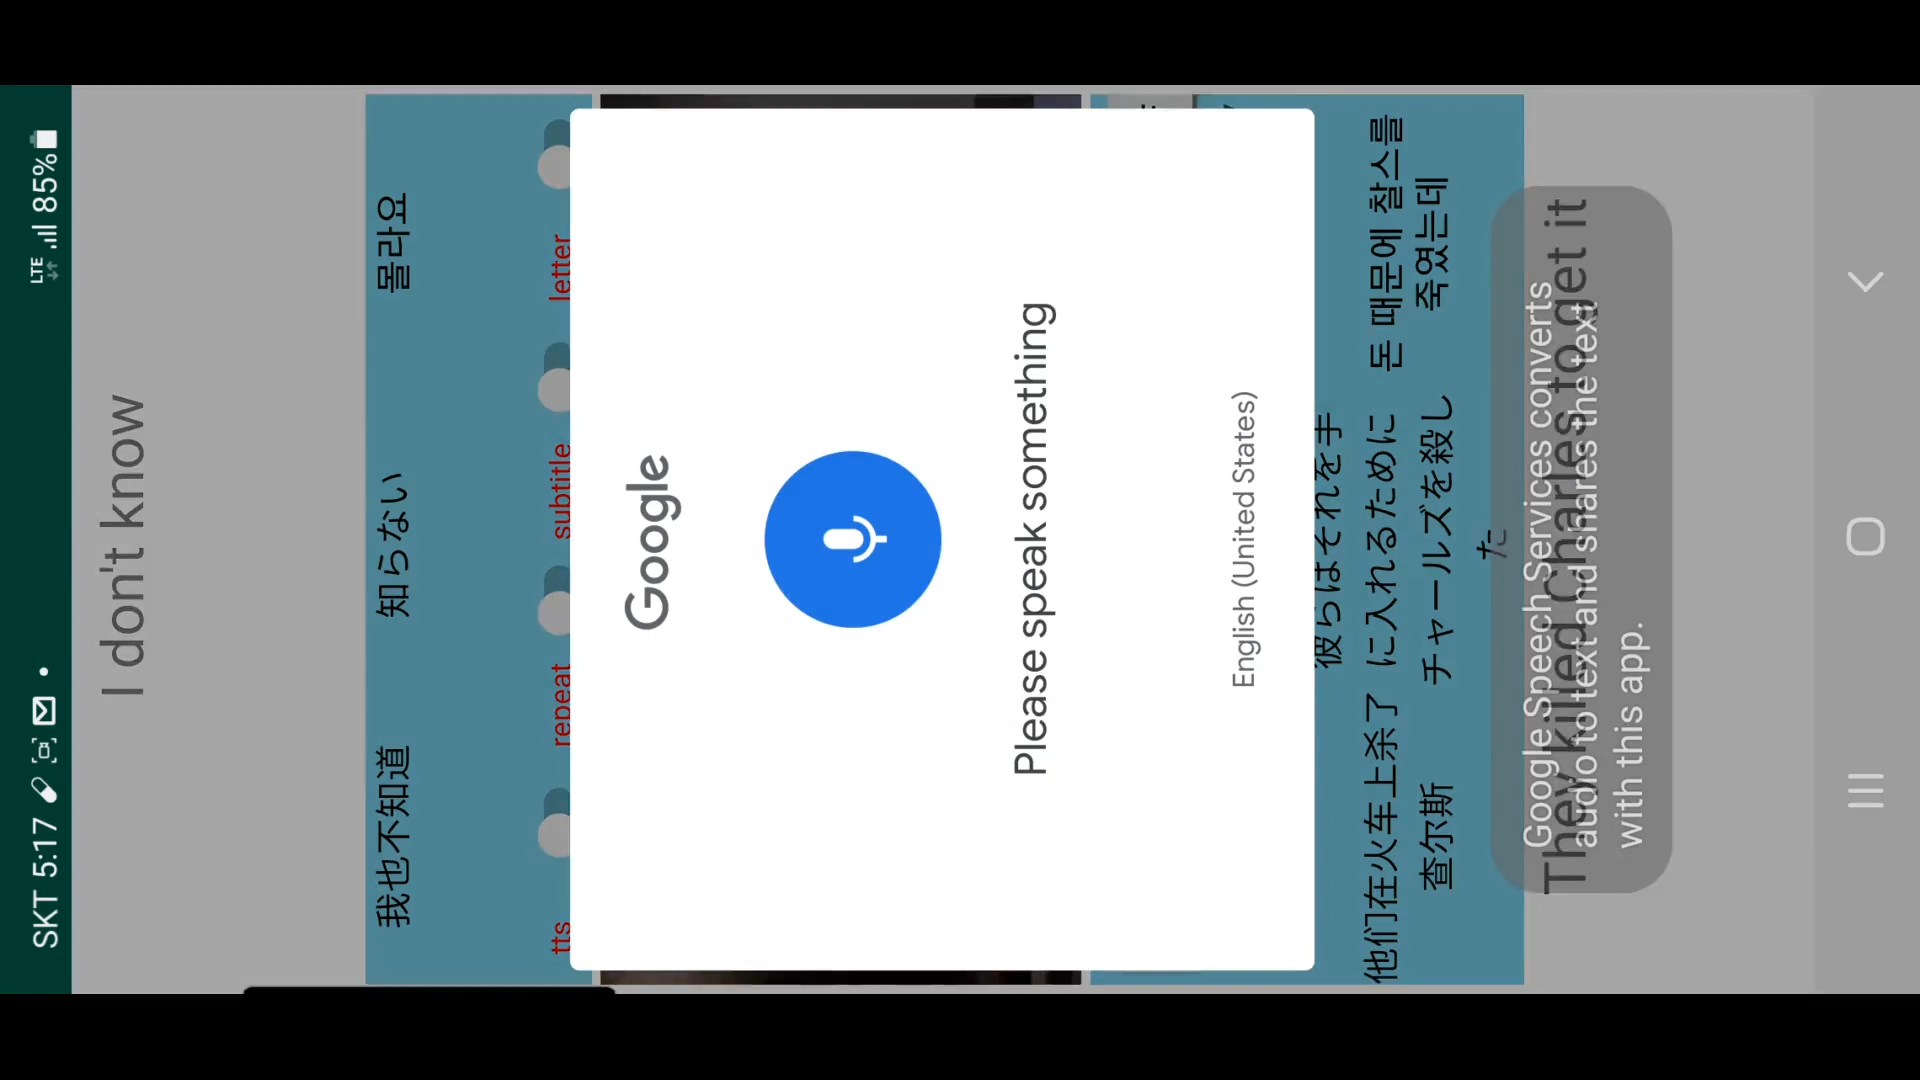 SKT 5:17
LTE
85%
I don't know
我也不知道
知らない
몰라요
tts
repeat
subtitle
letter
Google
Please speak something
English (United States)
他们在火车上杀了
查尔斯
彼らはそれを手
に入れるために
チャールズを殺し
た
돈 때문에 찰스를
죽였는데
They killed Charles to get it
Google Speech Services converts
audio to text and shares the text
with this app.